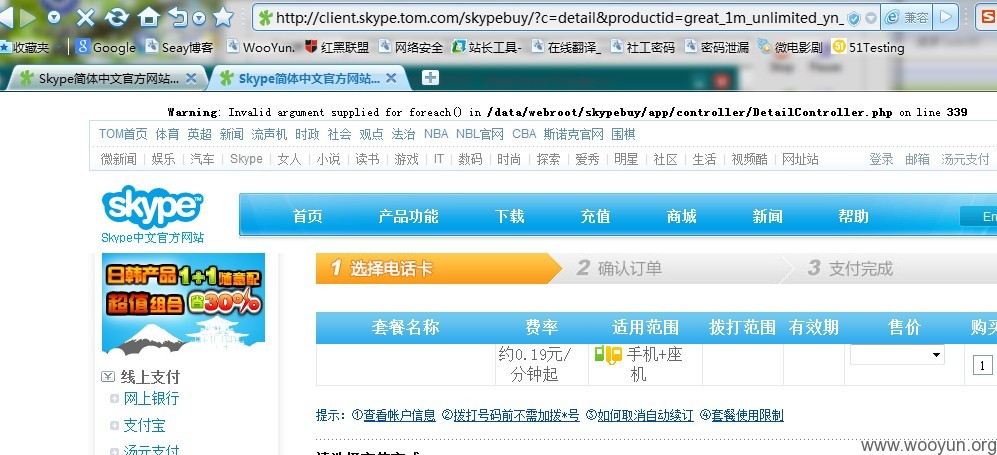 http://client.skype.tom.com/skypebuy/?c=detail&productid=great_1m_unlimited_yn_ 兼容
收藏夹 Google Seay博客 WooYun. 红黑联盟 网络安全 站长工具- 在线翻译_ 社工密码 密码泄漏 微电影剧 51Testing
Skype简体中文官方网站... Skype简体中文官方网站...
Warning: Invalid argument supplied for foreach() in /data/webroot/skypebuy/app/controller/DetailController.php on line 339
TOM首页 体育 英超 新闻 流声机 时政 社会 观点 法治 NBA NBL官网 CBA 斯诺克官网 围棋
微新闻 | 娱乐 | 汽车 | Skype | 女人 | 小说 | 读书 | 游戏 | IT | 数码 | 时尚 | 探索 | 爱秀 | 明星 | 社区 | 生活 | 视频酷 | 网址站 登录 邮箱 汤元支付
skype™
Skype中文官方网站
首页 产品功能 下载 充值 商城 新闻 帮助 En
日韩产品1+1随意配
超值组合 省30%
1 选择电话卡 2 确认订单 3 支付完成
套餐名称 费率 适用范围 拨打范围 有效期 售价 购买
约0.19元/分钟起 手机+座机 1
线上支付
网上银行
支付宝
汤元支付
提示：①查看帐户信息 ②拨打号码前不需加拨*号 ③如何取消自动续订 ④套餐使用限制
www.wooyun.org